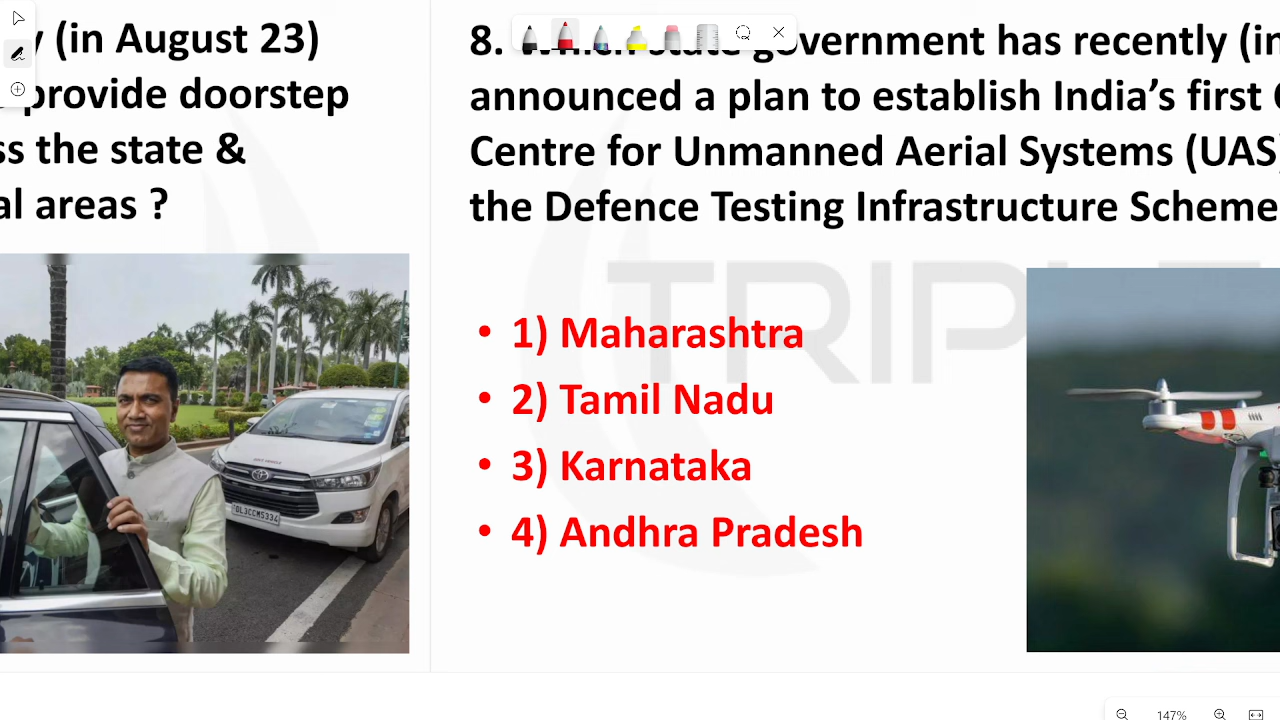 (in August 23)
provide doorstep
the state &
areas ?
8. government has recently (in
announced a plan to establish India's first
Centre for Unmanned Aerial Systems (UAS
the Defence Testing Infrastructure Scheme
TRIPLE
• 1) Maharashtra
• 2) Tamil Nadu
• 3) Karnataka
• 4) Andhra Pradesh
DL3CCM5334
147%